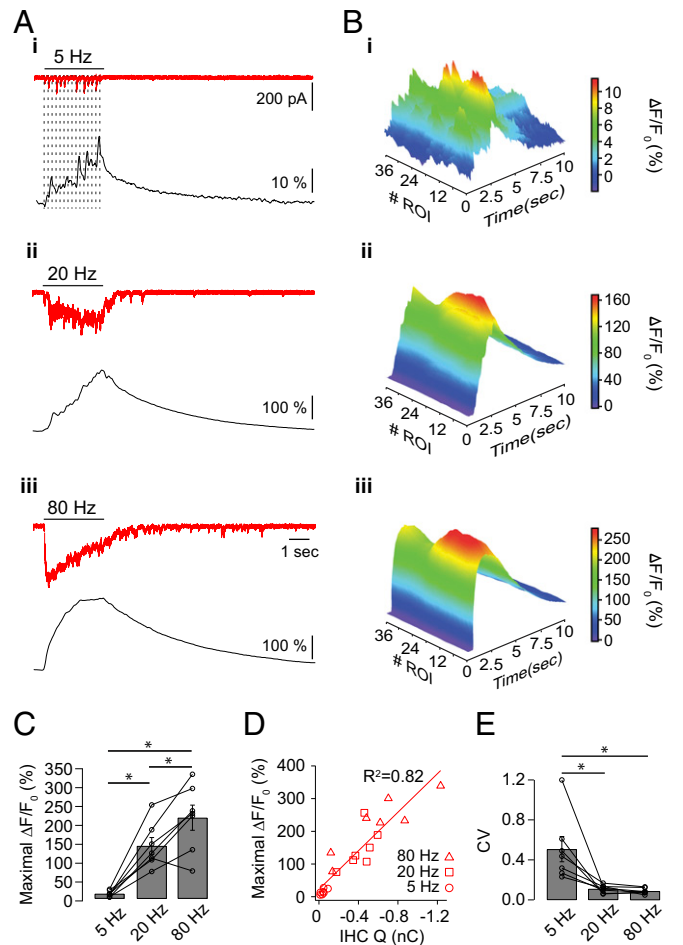 A
B
i
5 Hz
200 pA
10 %
i
10
8
6
4
2
0
ΔF/F0 (%)
36
24
12
0
# ROI
2.5
5
7.5
10
Time(sec)
ii
20 Hz
100 %
ii
160
120
80
40
0
ΔF/F0 (%)
36
24
12
0
# ROI
2.5
5
7.5
10
Time(sec)
iii
80 Hz
1 sec
100 %
iii
250
200
150
100
50
0
ΔF/F0 (%)
36
24
12
0
# ROI
2.5
5
7.5
10
Time(sec)
C
Maximal ΔF/F0 (%)
350
300
250
200
150
100
50
0
*
*
*
5 Hz
20 Hz
80 Hz
D
Maximal ΔF/F0 (%)
400
300
200
100
0
R2=0.82
80 Hz
20 Hz
5 Hz
0
-0.4
-0.8
-1.2
IHC Q (nC)
E
CV
1.2
0.4
0.0
*
*
5 Hz
20 Hz
80 Hz